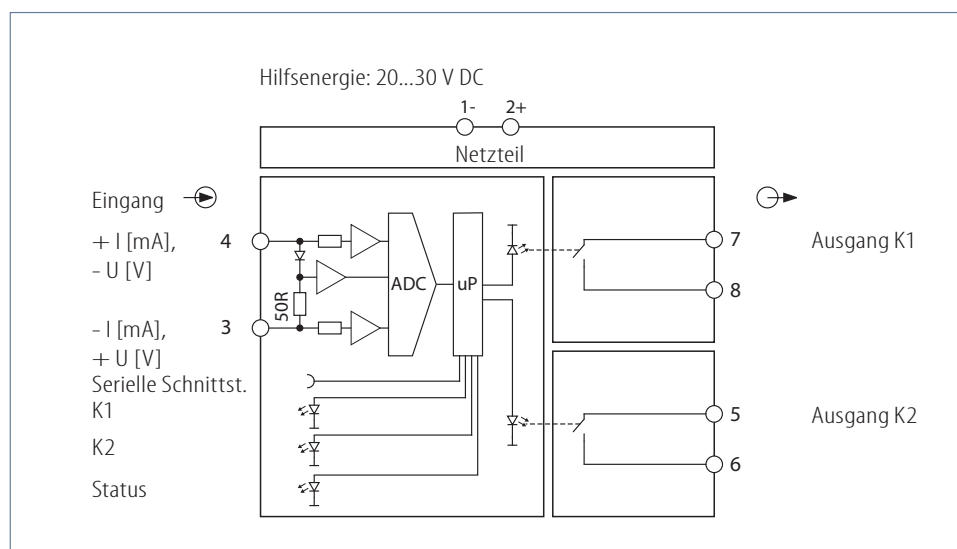 Hilfsenergie: 20...30 V DC
1-
2+
Netzteil
Eingang
+ I [mA],
- U [V]
4
50R
ADC
uP
3
- I [mA],
+ U [V]
Serielle Schnittst.
K1
K2
Status
7
Ausgang K1
8
5
Ausgang K2
6